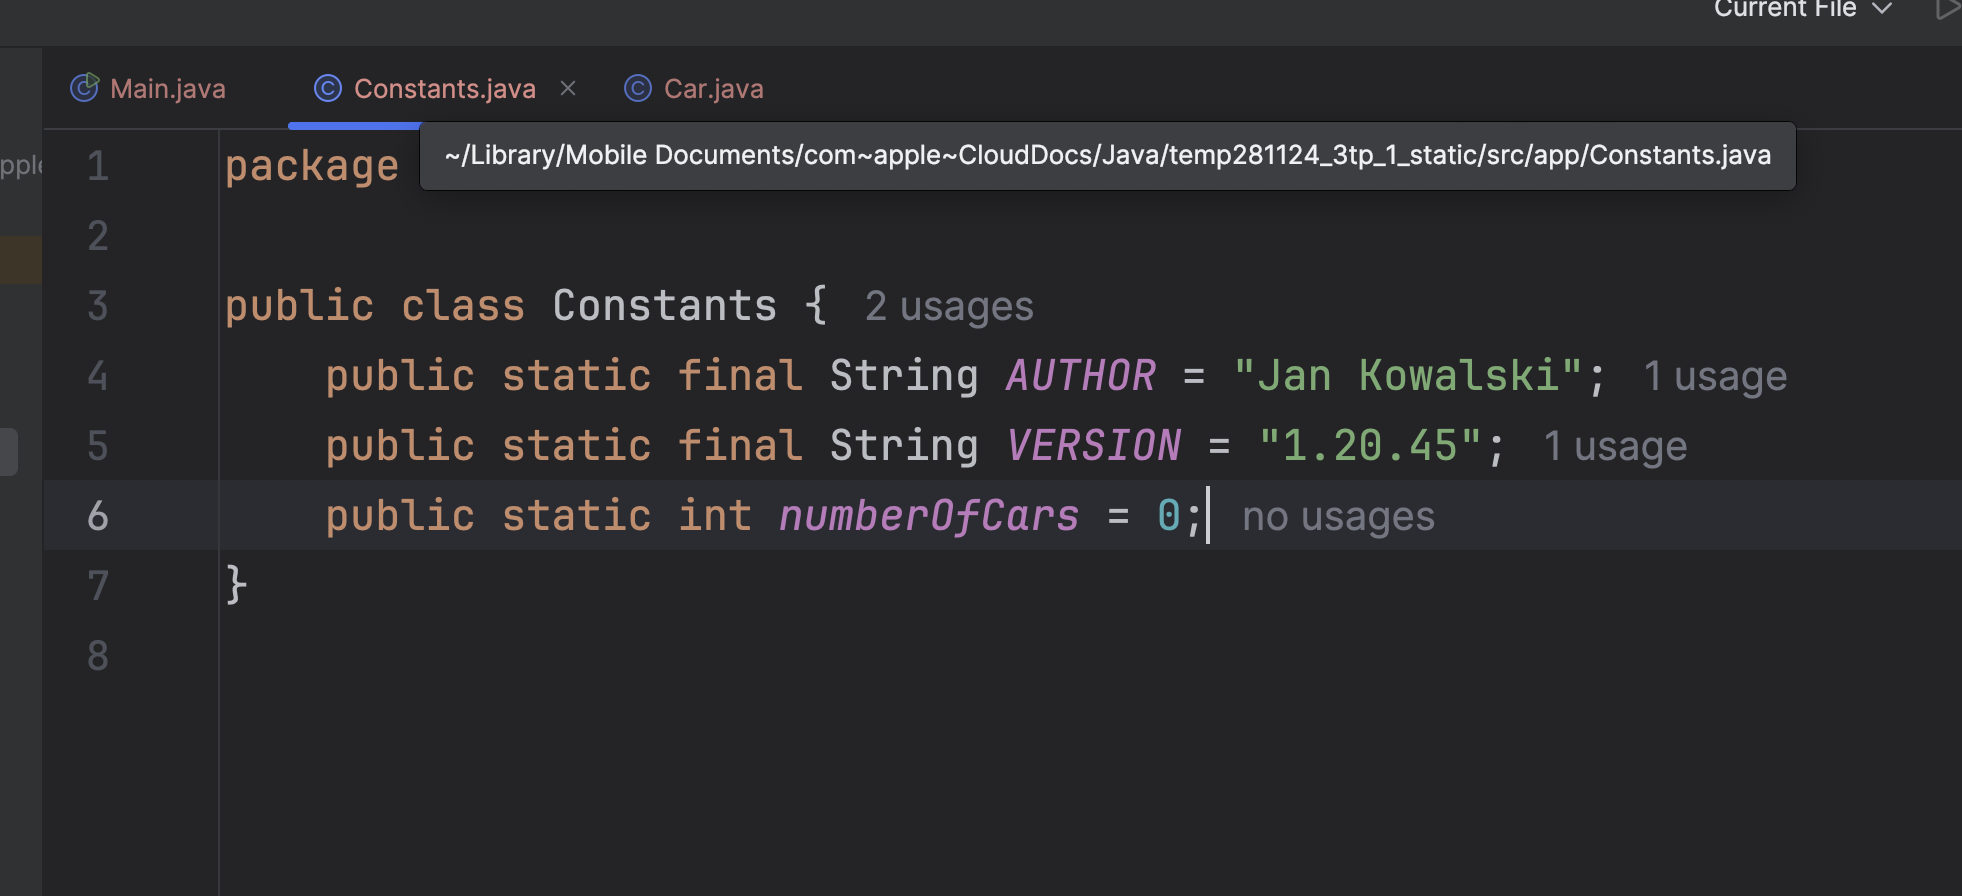 Current File
Main.java Constants.java Car.java
~/Library/Mobile Documents/com~apple~CloudDocs/Java/temp281124_3tp_1_static/src/app/Constants.java
1 package
2
3 public class Constants { 2 usages
4 public static final String AUTHOR = "Jan Kowalski"; 1 usage
5 public static final String VERSION = "1.20.45"; 1 usage
6 public static int numberOfCars = 0; no usages
7 }
8